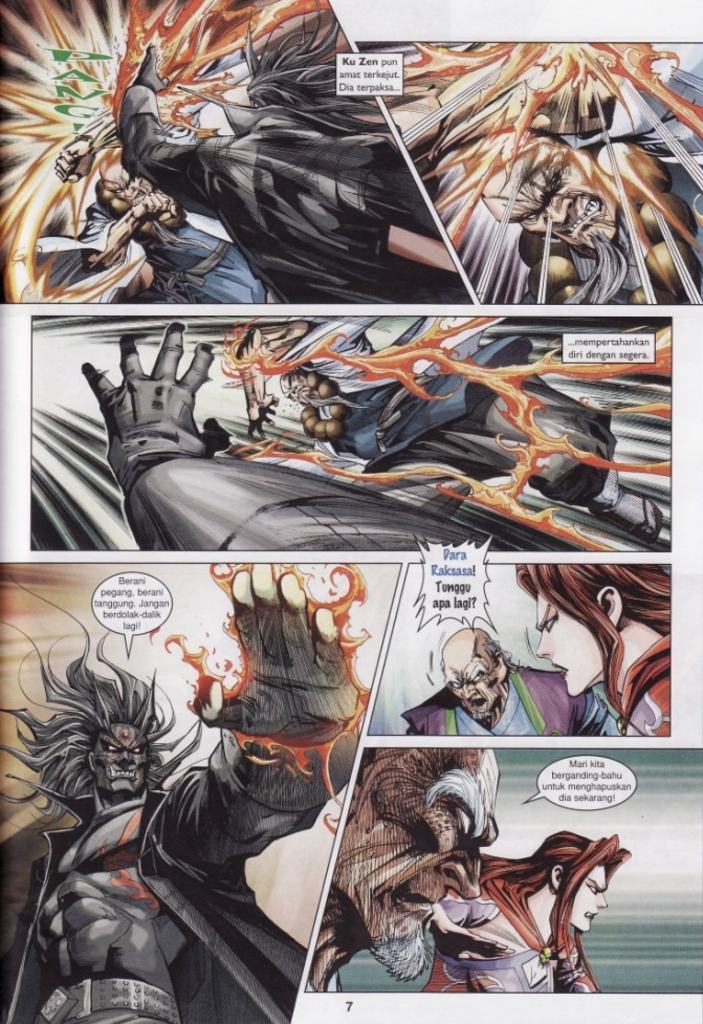 PANG!
Ku Zen pun
amat terkejut.
Dia terpaksa...
...mempertahankan
diri dengan segera.
Berani
pegang, berani
tanggung. Jangan
berdolak-dalik
lagi!
Dara
Raksasa!
Tunggu
apa lagi?
Mari kita
berganding-bahu
untuk menghapuskan
dia sekarang!
7